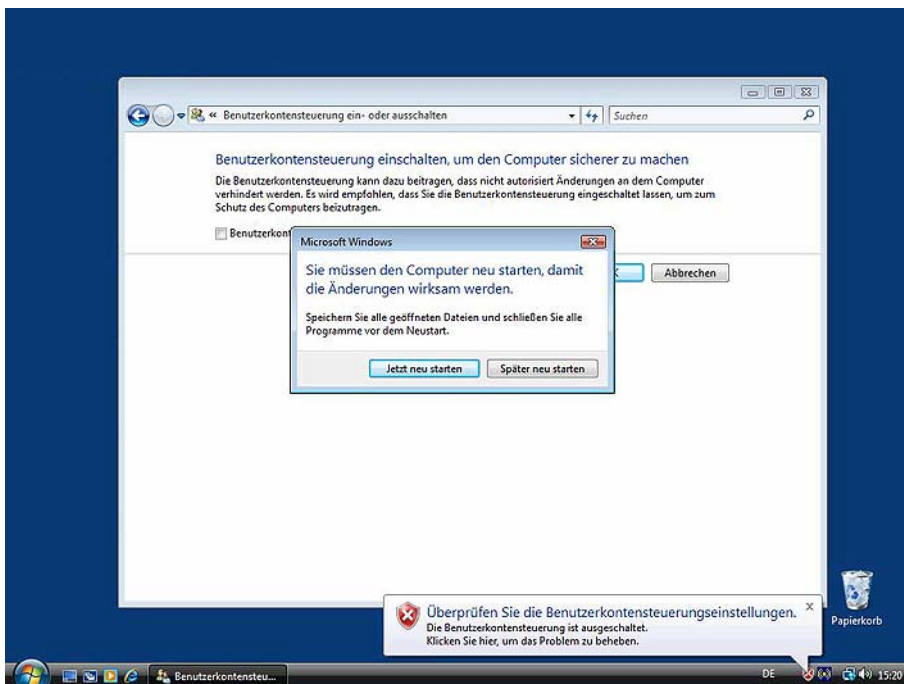 « Benutzerkontensteuerung ein- oder ausschalten
Suchen
Benutzerkontensteuerung einschalten, um den Computer sicherer zu machen
Die Benutzerkontensteuerung kann dazu beitragen, dass nicht autorisiert Änderungen an dem Computer
verhindert werden. Es wird empfohlen, dass Sie die Benutzerkontensteuerung eingeschaltet lassen, um zum
Schutz des Computers beizutragen.
Benutzerkont
Microsoft Windows
Sie müssen den Computer neu starten, damit
die Änderungen wirksam werden.
Abbrechen
Speichern Sie alle geöffneten Dateien und schließen Sie alle
Programme vor dem Neustart.
Jetzt neu starten
Später neu starten
Überprüfen Sie die Benutzerkontensteuerungseinstellungen.
Die Benutzerkontensteuerung ist ausgeschaltet.
Klicken Sie hier, um das Problem zu beheben.
Papierkorb
Benutzerkontensteu...
DE
15:20